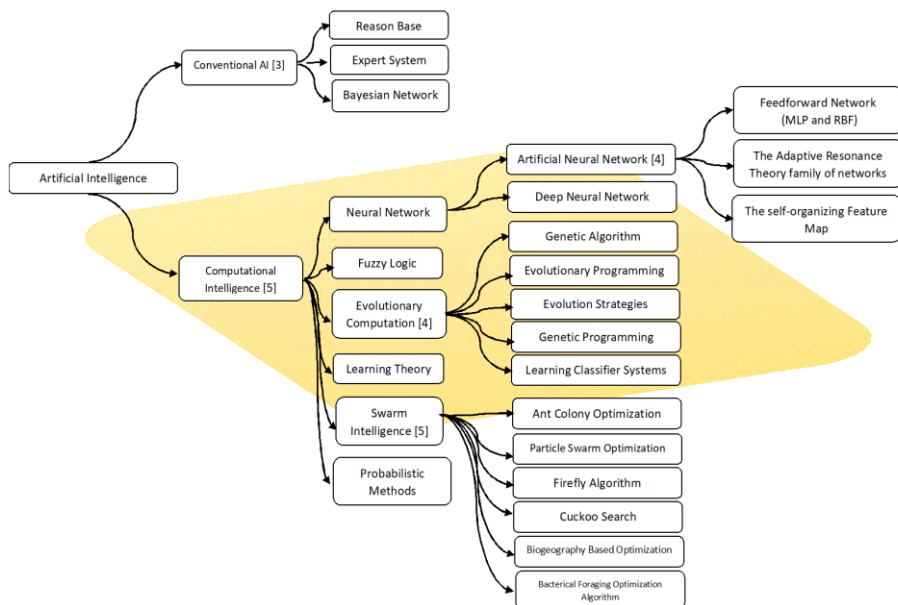 Reason Base
Conventional AI [3]
Expert System
Bayesian Network
Feedforward Network
(MLP and RBF)
Artificial Neural Network [4]
The Adaptive Resonance
Theory family of networks
Artificial Intelligence
Deep Neural Network
Neural Network
The self-organizing Feature
Map
Genetic Algorithm
Fuzzy Logic
Computational
Intelligence [5]
Evolutionary Programming
Evolutionary
Computation [4]
Evolution Strategies
Genetic Programming
Learning Theory
Learning Classifier Systems
Swarm
Intelligence [5]
Ant Colony Optimization
Particle Swarm Optimization
Probabilistic
Methods
Firefly Algorithm
Cuckoo Search
Biogeography Based Optimization
Bacterical Foraging Optimization
Algorithm